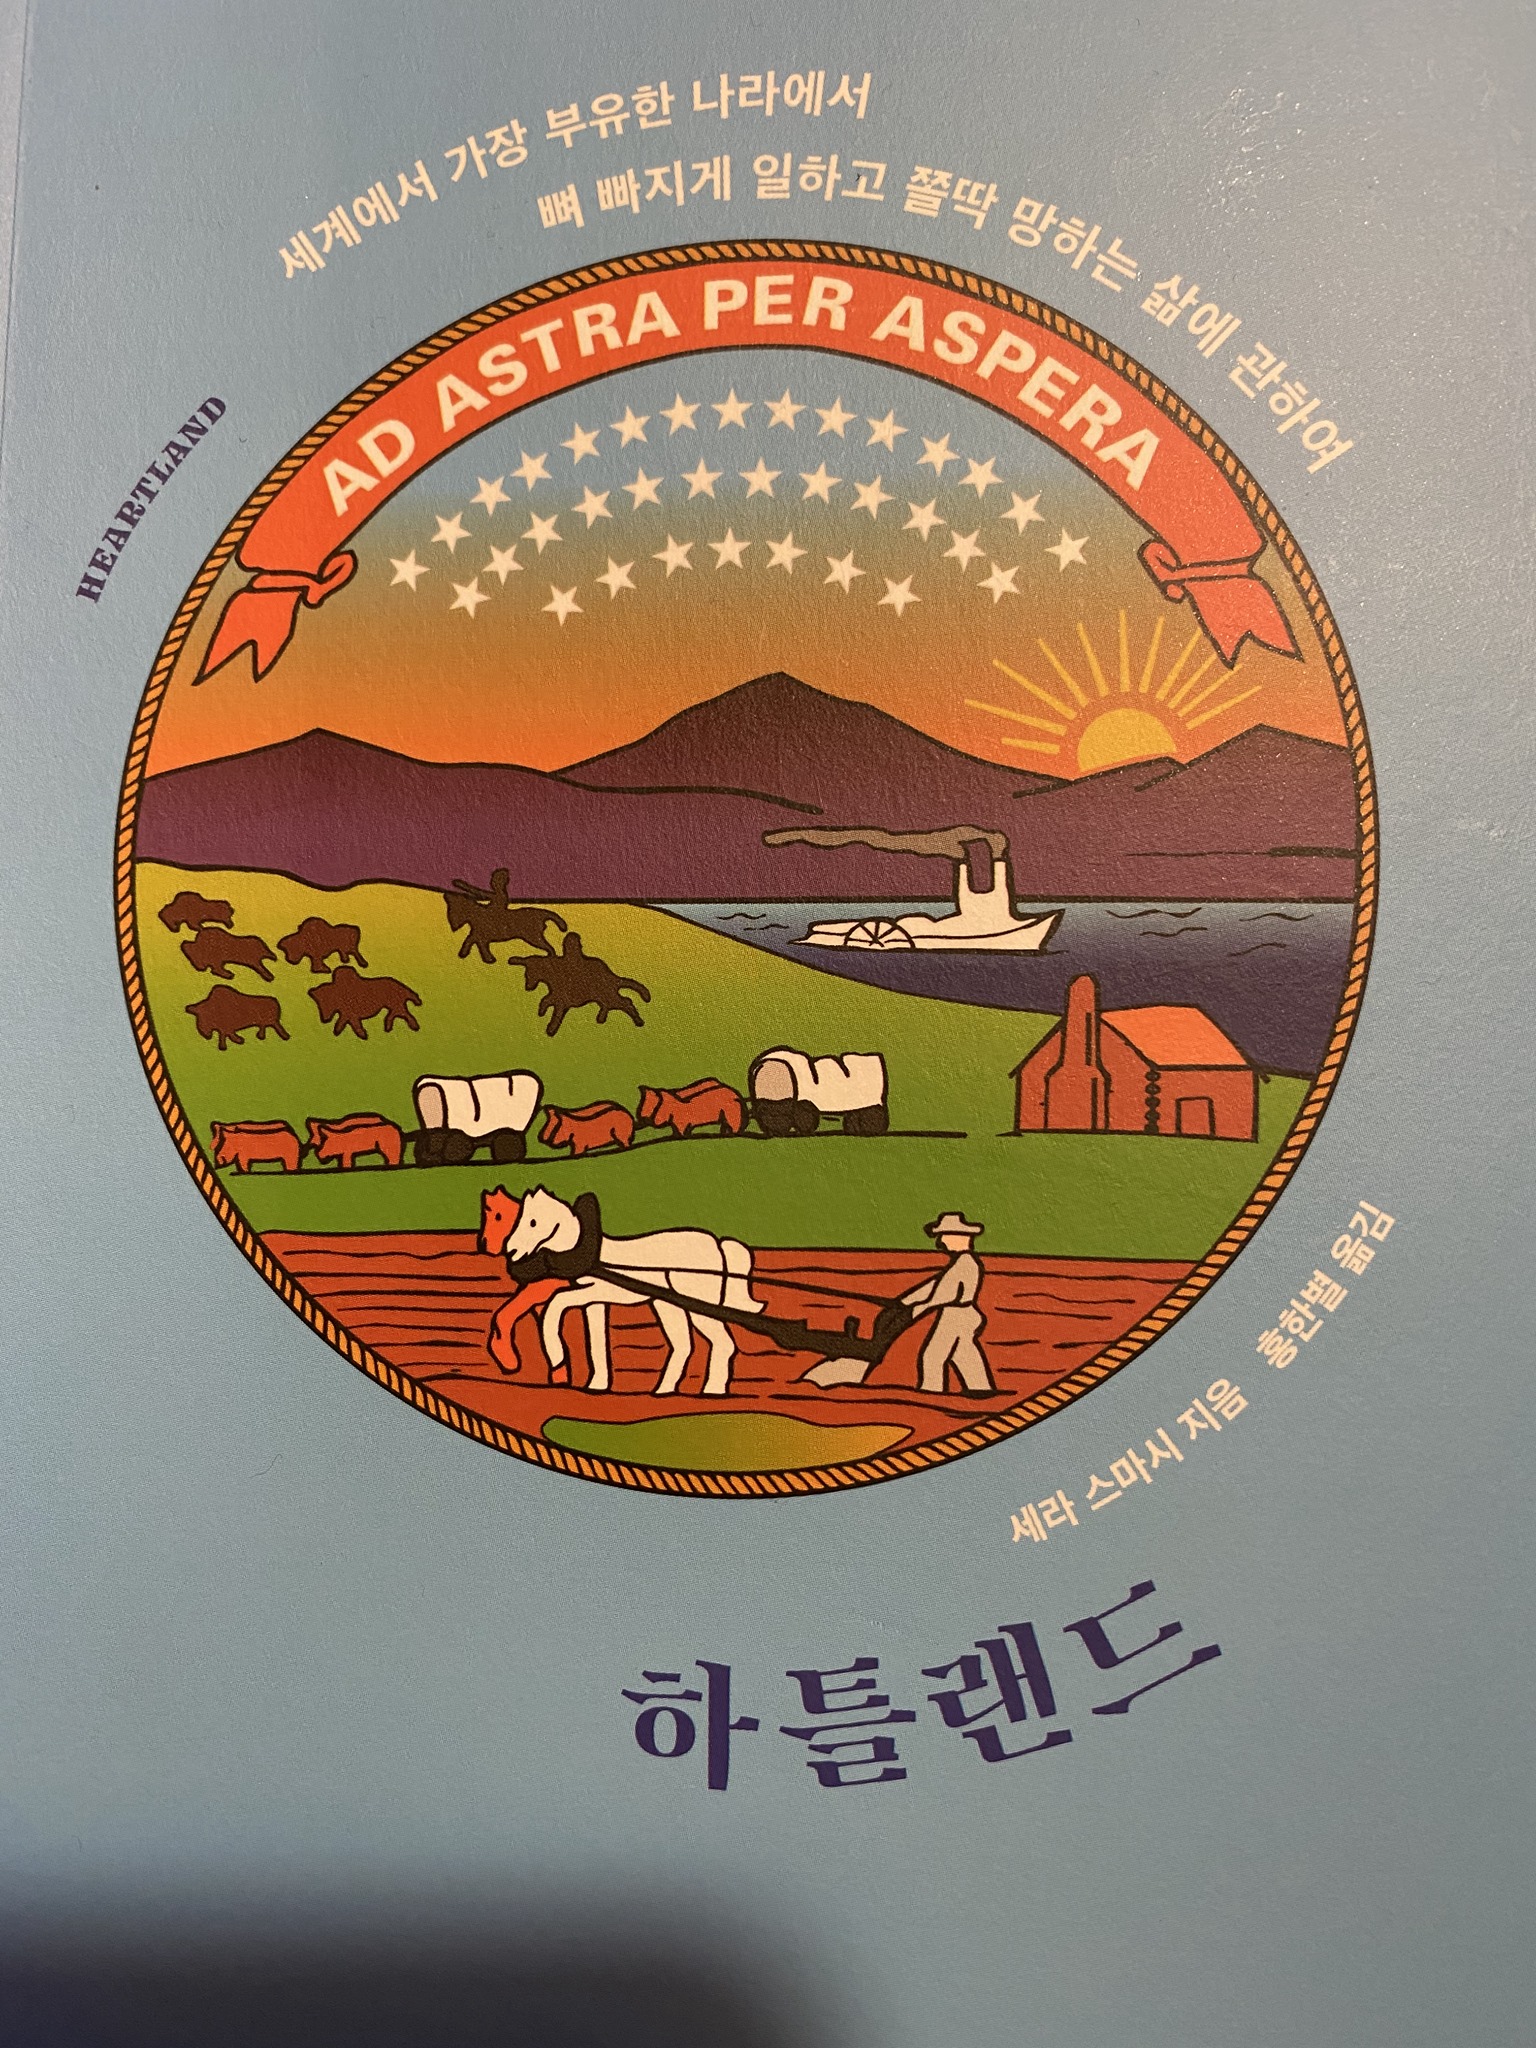 세계에서 가장 부유한 나라에서
뼈 빠지게 일하고 쫄딱 망하는 삶에 관하여
AD ASTRA PER ASPERA
HEARTLAND
세라 스마시 지음 홍한별 옮김
하틀랜드